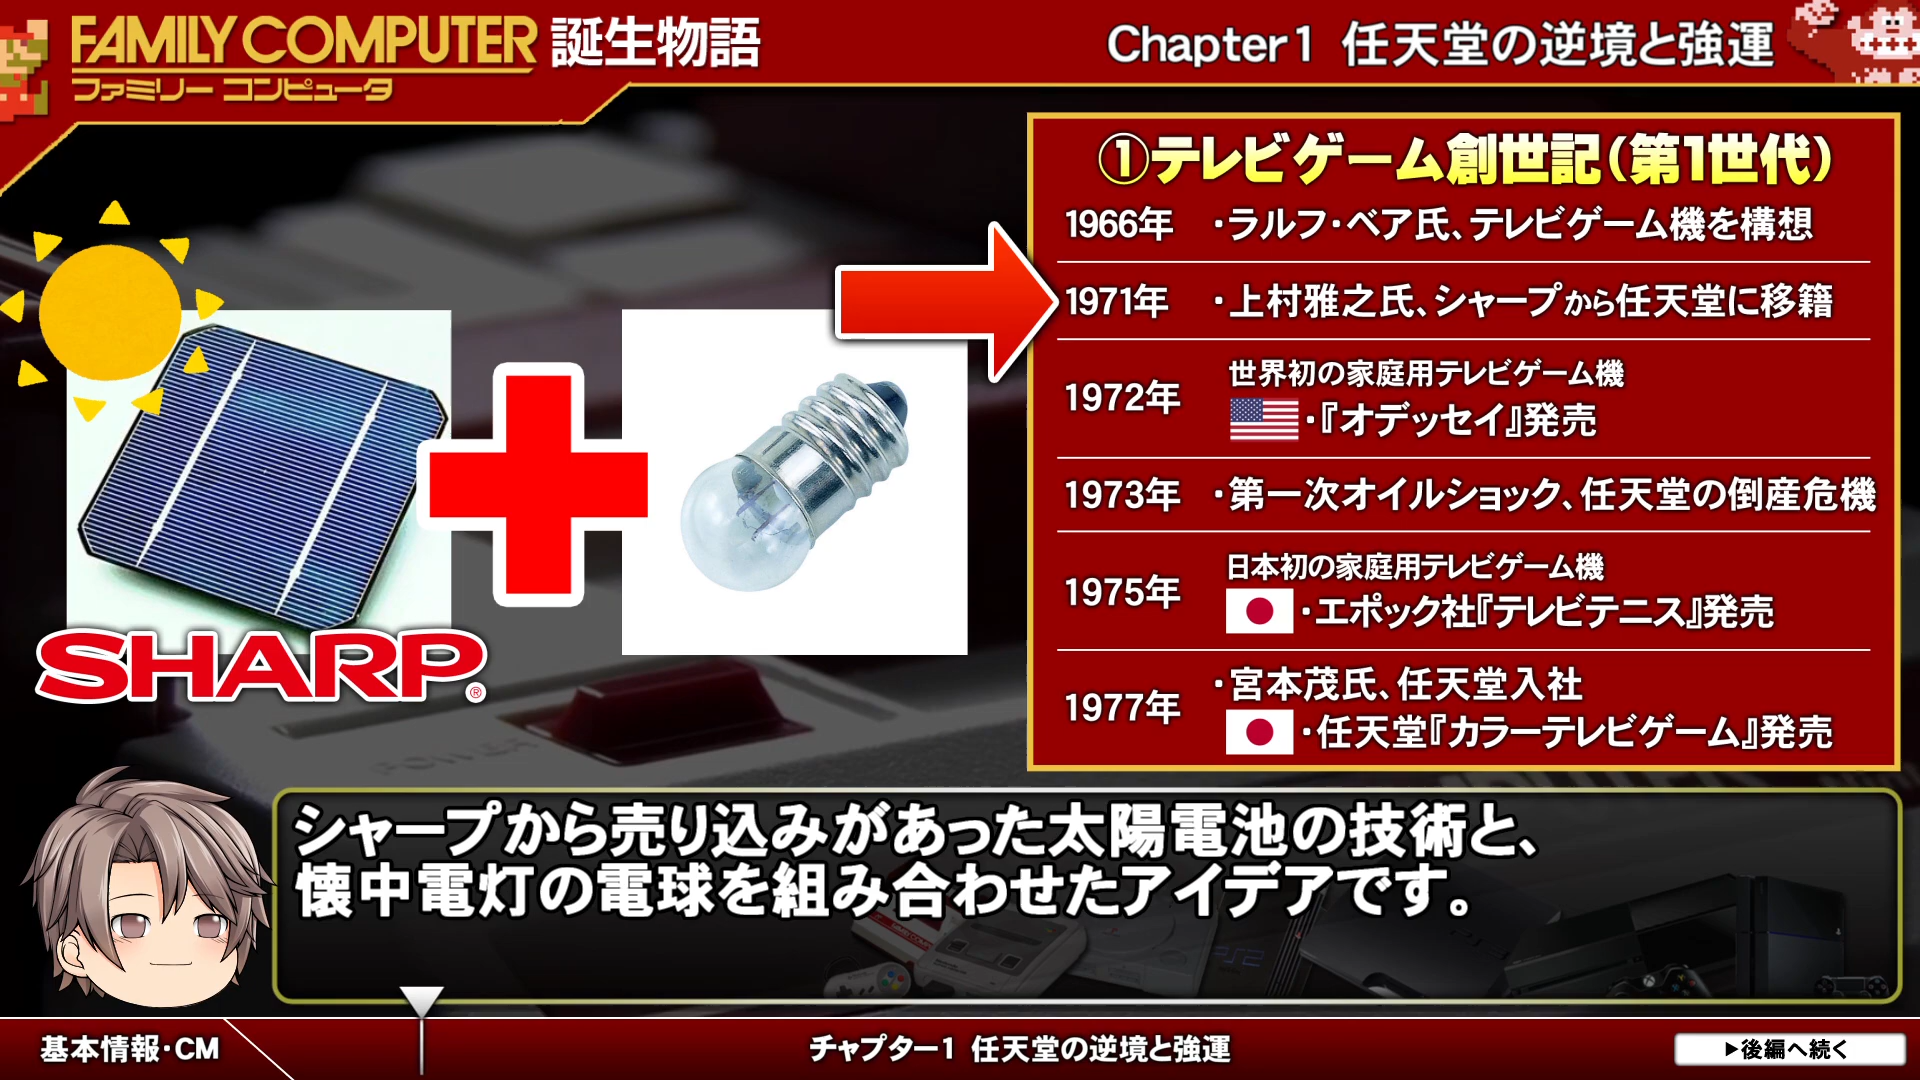 FAMILY COMPUTER 誕生物語
ファミリー コンピュータ
Chapter1 任天堂の逆境と強運
①テレビゲーム創世記(第1世代)
1966年 ・ラルフ・ベア氏、テレビゲーム機を構想
1971年 ・上村雅之氏、シャープから任天堂に移籍
世界初の家庭用テレビゲーム機
1972年 ・『オデッセイ』発売
1973年 ・第一次オイルショック、任天堂の倒産危機
日本初の家庭用テレビゲーム機
1975年 ・エポック社『テレビテニス』発売
1977年 ・宮本茂氏、任天堂入社
・任天堂『カラーテレビゲーム』発売
SHARP®
POWER
シャープから売り込みがあった太陽電池の技術と、
懐中電灯の電球を組み合わせたアイデアです。
基本情報・CM
チャプター1 任天堂の逆境と強運
▶後編へ続く